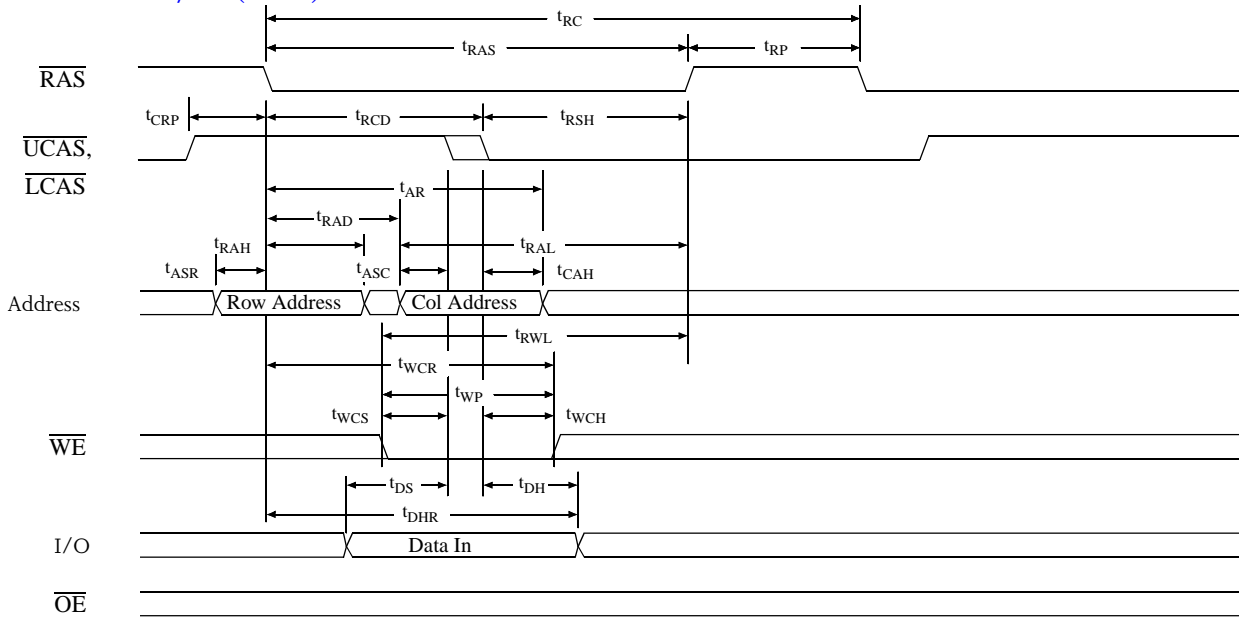 tRC
tRAS
tRP
RAS
tCRP
tRCD
tRSH
UCAS,
LCAS
tAR
tRAD
tRAH
tRAL
tASR
tASC
tCAH
Address
Row Address
Col Address
tRWL
tWCR
tWP
tWCS
tWCH
WE
tDS
tDH
tDHR
I/O
Data In
OE